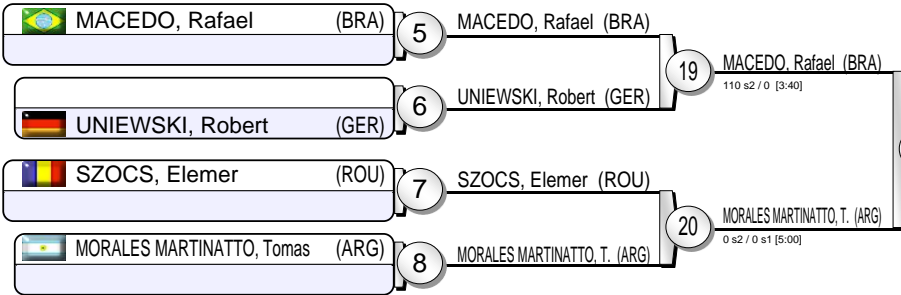 MACEDO, Rafael (BRA)
5
MACEDO, Rafael (BRA)
19
MACEDO, Rafael (BRA)
110 s2 / 0 [3:40]
6
UNIEWSKI, Robert (GER)
UNIEWSKI, Robert (GER)
SZOCS, Elemer (ROU)
7
SZOCS, Elemer (ROU)
20
MORALES MARTINATTO, T. (ARG)
0 s2 / 0 s1 [5:00]
MORALES MARTINATTO, Tomas (ARG)
8
MORALES MARTINATTO, T. (ARG)